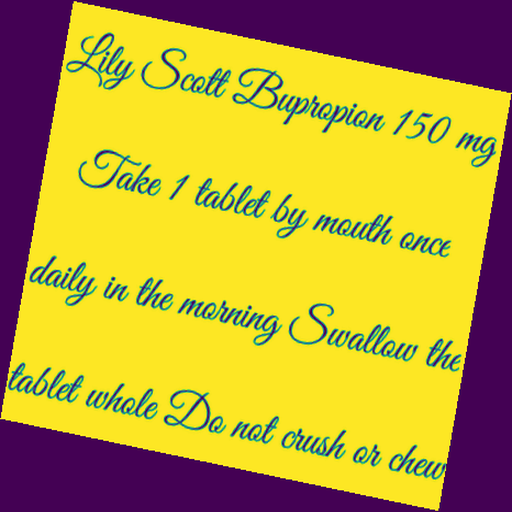 Lily Scott Bupropion 150 mg
Take 1 tablet by mouth once
daily in the morning Swallow the
tablet whole Do not crush or chew